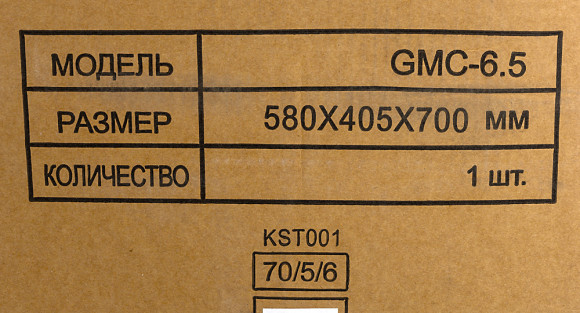 МОДЕЛЬ GMC-6.5
РАЗМЕР 580X405X700 мм
КОЛИЧЕСТВО 1 шт.
KST001
70/5/6